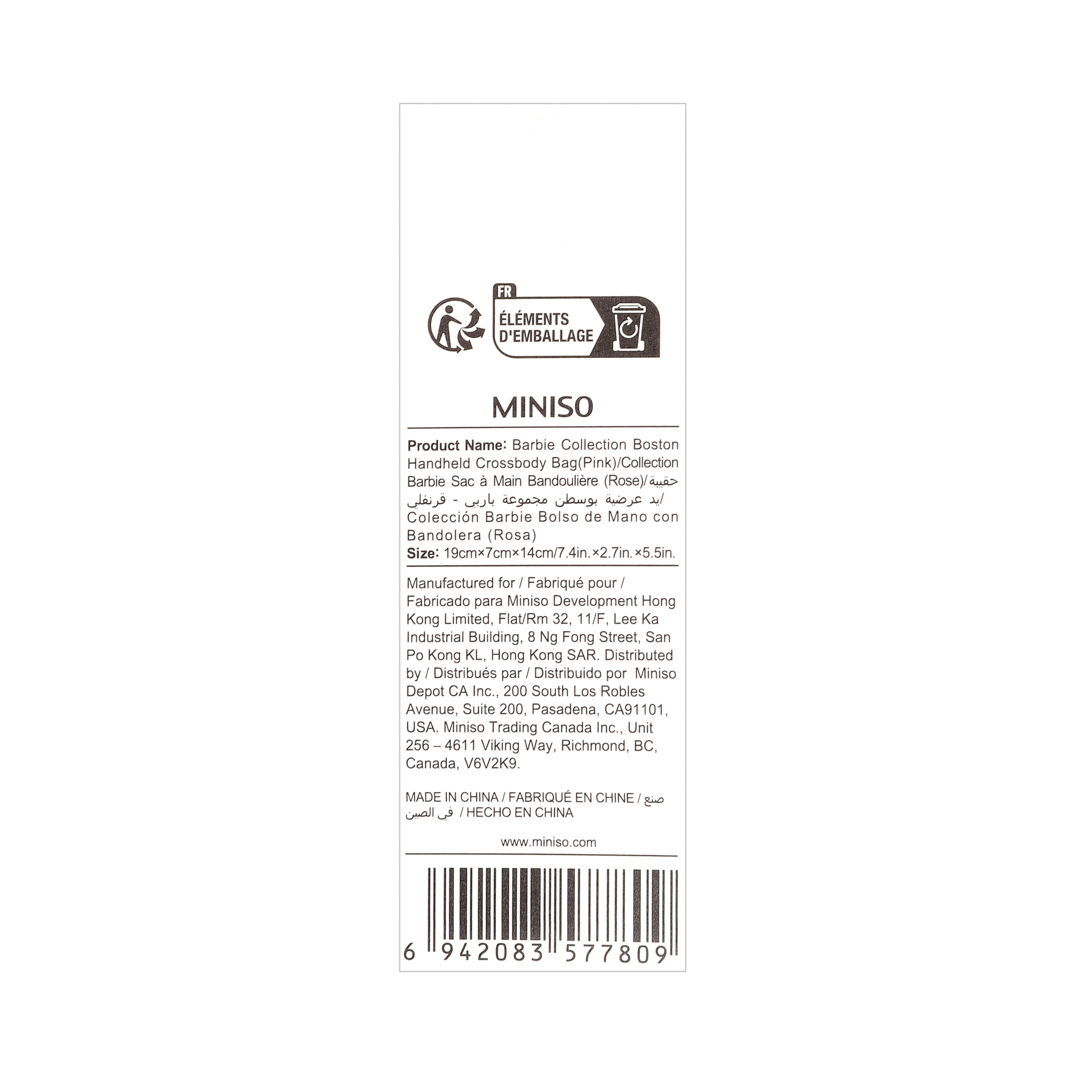 FR
ÉLÉMENTS
D'EMBALLAGE
MINISO
Product Name: Barbie Collection Boston
Handheld Crossbody Bag(Pink)/Collection
Barbie Sac à Main Bandoulière (Rose)/حقيبة
يد عرضية بوسطن مجموعة باربي - قرنفلي/
Colección Barbie Bolso de Mano con
Bandolera (Rosa)
Size: 19cm×7cm×14cm/7.4in.×2.7in.×5.5in.
Manufactured for / Fabriqué pour /
Fabricado para Miniso Development Hong
Kong Limited, Flat/Rm 32, 11/F, Lee Ka
Industrial Building, 8 Ng Fong Street, San
Po Kong KL, Hong Kong SAR. Distributed
by / Distribués par / Distribuido por Miniso
Depot CA Inc., 200 South Los Robles
Avenue, Suite 200, Pasadena, CA91101,
USA. Miniso Trading Canada Inc., Unit
256 – 4611 Viking Way, Richmond, BC,
Canada, V6V2K9.
MADE IN CHINA / FABRIQUÉ EN CHINE / صنع
في الصين / HECHO EN CHINA
www.miniso.com
6 942083 577809